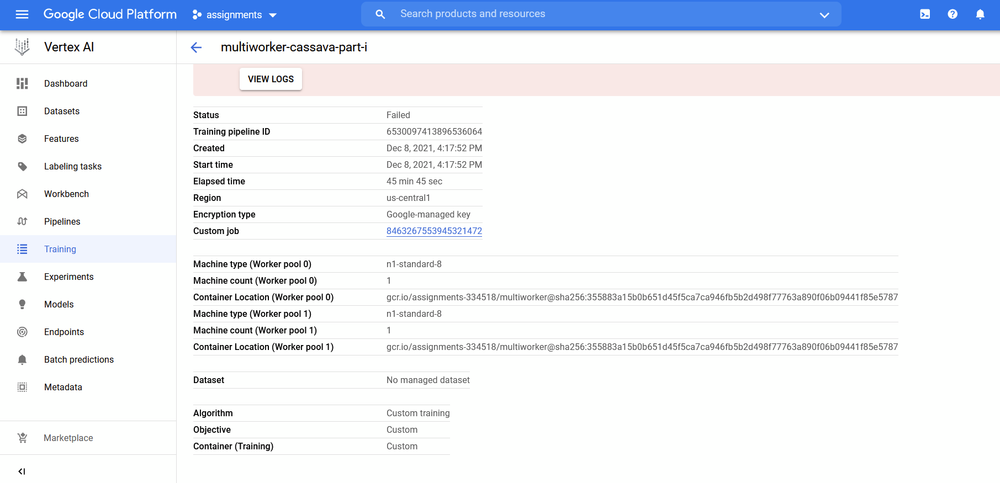 Google Cloud Platform
assignments
Search products and resources
Vertex AI
multiworker-cassava-part-i
Dashboard
Datasets
Features
Labeling tasks
Workbench
Pipelines
Training
Experiments
Models
Endpoints
Batch predictions
Metadata
Marketplace
VIEW LOGS
Status Failed
Training pipeline ID 6530097413896536064
Created Dec 8, 2021, 4:17:52 PM
Start time Dec 8, 2021, 4:17:52 PM
Elapsed time 45 min 45 sec
Region us-central1
Encryption type Google-managed key
Custom job 8463267553945321472
Machine type (Worker pool 0) n1-standard-8
Machine count (Worker pool 0) 1
Container Location (Worker pool 0) gcr.io/assignments-334518/multiworker@sha256:355883a15b0b651d45f5ca7ca946fb5b2d498f77763a890f06b09441f85e5787
Machine type (Worker pool 1) n1-standard-8
Machine count (Worker pool 1) 1
Container Location (Worker pool 1) gcr.io/assignments-334518/multiworker@sha256:355883a15b0b651d45f5ca7ca946fb5b2d498f77763a890f06b09441f85e5787
Dataset No managed dataset
Algorithm Custom training
Objective Custom
Container (Training) Custom